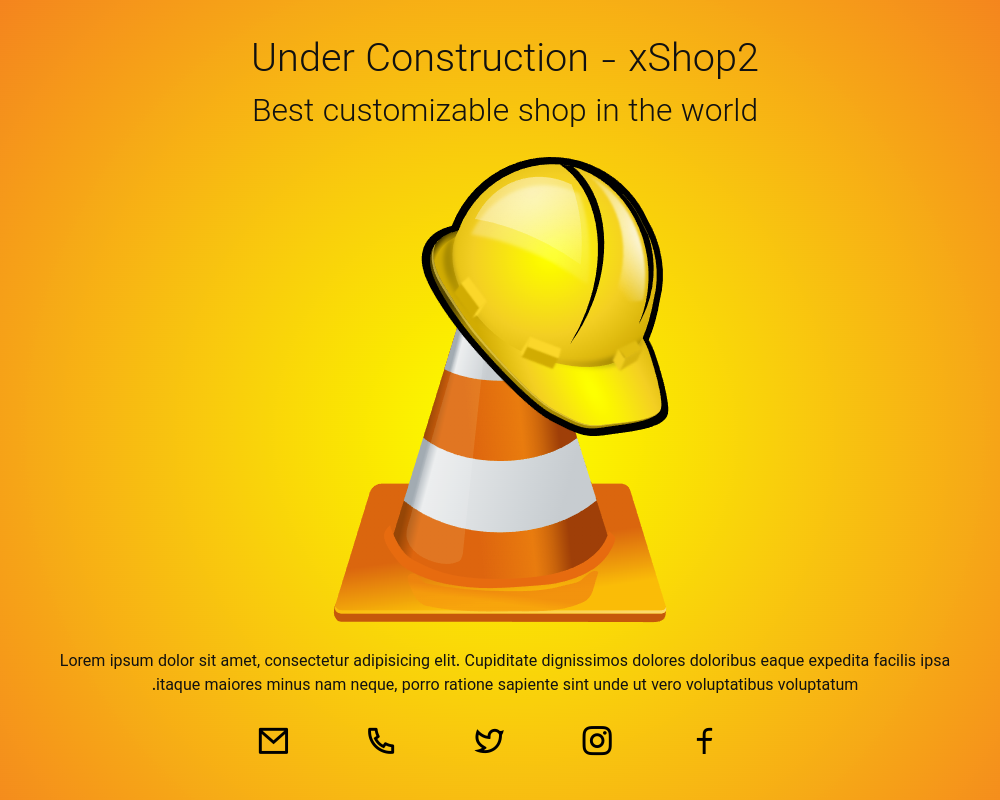 Under Construction - xShop2
Best customizable shop in the world
Lorem ipsum dolor sit amet, consectetur adipisicing elit. Cupiditate dignissimos dolores doloribus eaque expedita facilis ipsa
.itaque maiores minus nam neque, porro ratione sapiente sint unde ut vero voluptatibus voluptatum